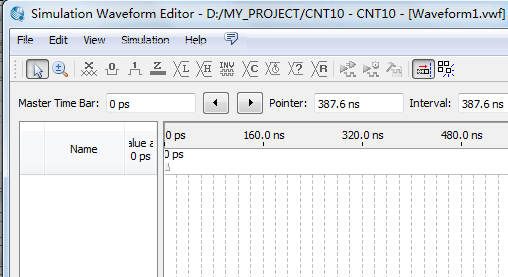 Simulation Waveform Editor - D:/MY_PROJECT/CNT10 - CNT10 - [Waveform1.vwf]
File Edit View Simulation Help
Master Time Bar: 0 ps Pointer: 387.6 ns Interval: 387.6 ns
Name alue a 0 ps
0 ps 160.0 ns 320.0 ns 480.0 ns
0 ps